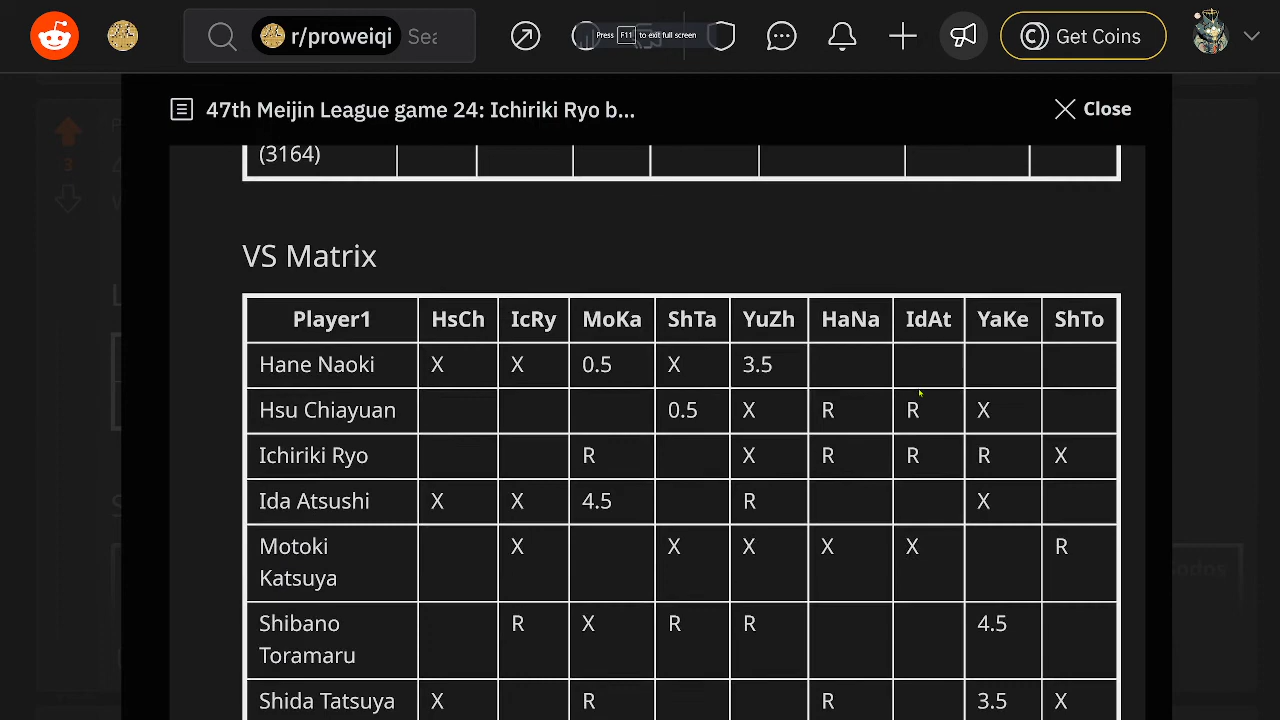 r/proweiqi Sea
Press F11 to exit full screen
Get Coins
47th Meijin League game 24: Ichiriki Ryo b...
Close
3
(3164)
VS Matrix
Player1 HsCh IcRy MoKa ShTa YuZh HaNa IdAt YaKe ShTo
Hane Naoki X X 0.5 X 3.5
Hsu Chiayuan 0.5 X R R X
Ichiriki Ryo R X R R R X
Ida Atsushi X X 4.5 R X
Motoki X X X X X R
Katsuya
Shibano R X R R 4.5
Toramaru
Shida Tatsuya X R R 3.5 X